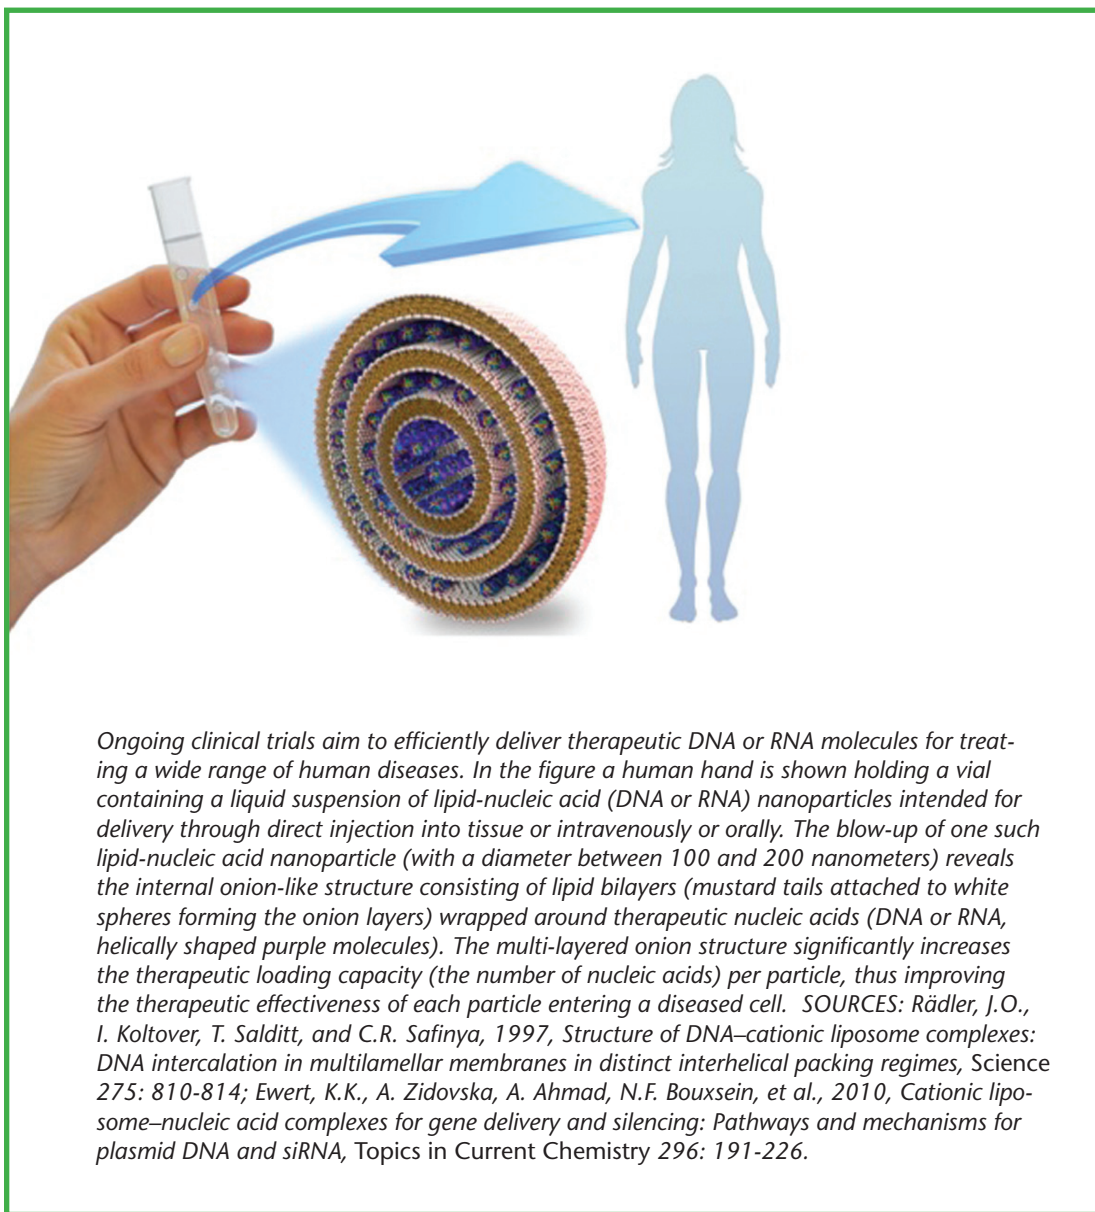 Ongoing clinical trials aim to efficiently deliver therapeutic DNA or RNA molecules for treat-
ing a wide range of human diseases. In the figure a human hand is shown holding a vial
containing a liquid suspension of lipid-nucleic acid (DNA or RNA) nanoparticles intended for
delivery through direct injection into tissue or intravenously or orally. The blow-up of one such
lipid-nucleic acid nanoparticle (with a diameter between 100 and 200 nanometers) reveals
the internal onion-like structure consisting of lipid bilayers (mustard tails attached to white
spheres forming the onion layers) wrapped around therapeutic nucleic acids (DNA or RNA,
helically shaped purple molecules). The multi-layered onion structure significantly increases
the therapeutic loading capacity (the number of nucleic acids) per particle, thus improving
the therapeutic effectiveness of each particle entering a diseased cell. SOURCES: Rädler, J.O.,
I. Koltover, T. Salditt, and C.R. Safinya, 1997, Structure of DNA–cationic liposome complexes:
DNA intercalation in multilamellar membranes in distinct interhelical packing regimes, Science
275: 810-814; Ewert, K.K., A. Zidovska, A. Ahmad, N.F. Bouxsein, et al., 2010, Cationic lipo-
some–nucleic acid complexes for gene delivery and silencing: Pathways and mechanisms for
plasmid DNA and siRNA, Topics in Current Chemistry 296: 191-226.